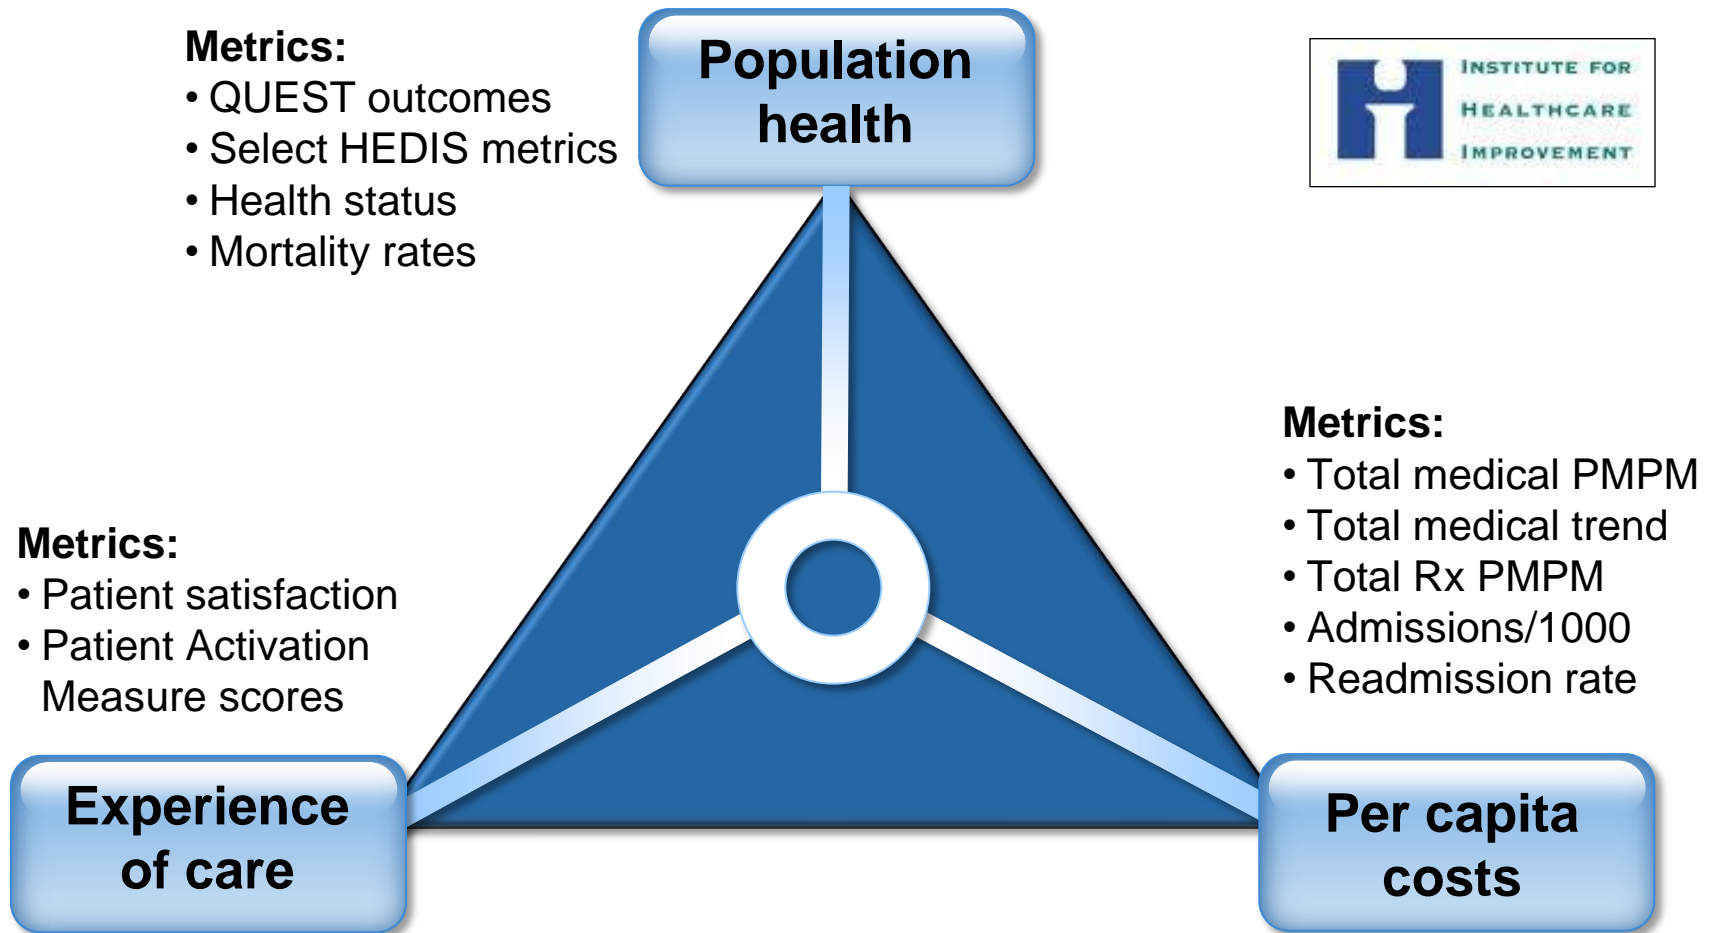 Metrics:
• QUEST outcomes
• Select HEDIS metrics
• Health status
• Mortality rates
Population
health
INSTITUTE FOR
HEALTHCARE
IMPROVEMENT
Metrics:
• Patient satisfaction
• Patient Activation
Measure scores
Metrics:
• Total medical PMPM
• Total medical trend
• Total Rx PMPM
• Admissions/1000
• Readmission rate
Experience
of care
Per capita
costs